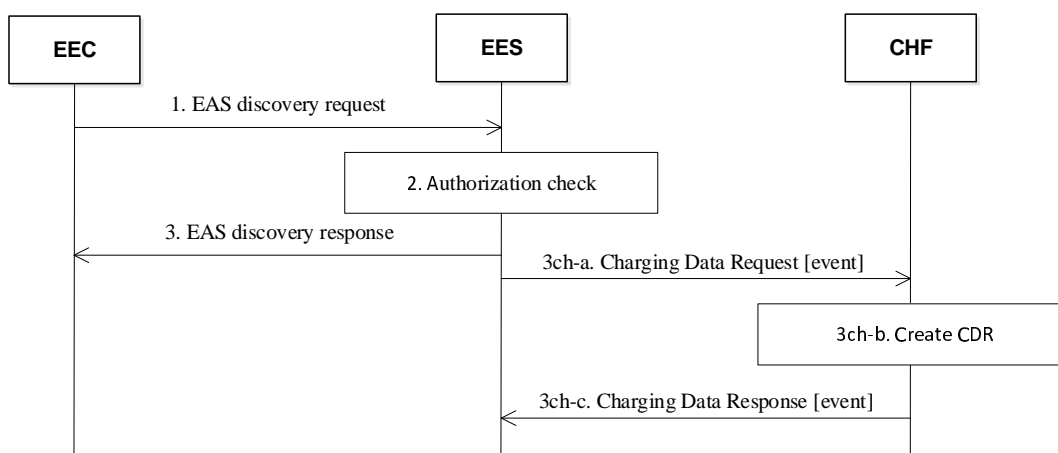 EEC
EES
CHF
1. EAS discovery request
2. Authorization check
3. EAS discovery response
3ch-a. Charging Data Request [event]
3ch-b. Create CDR
3ch-c. Charging Data Response [event]